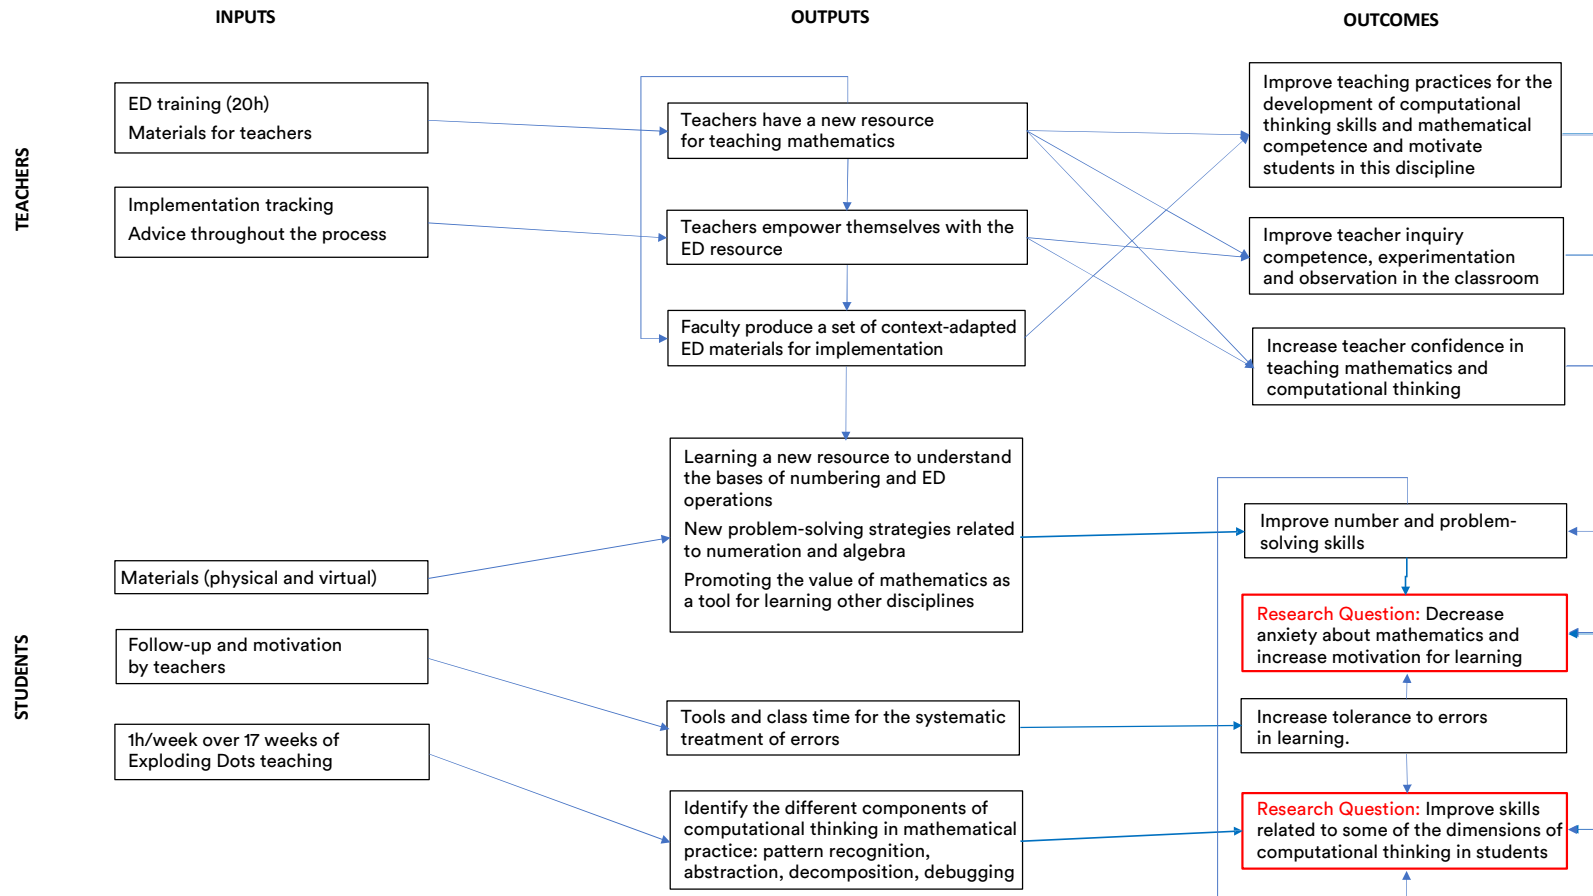 INPUTS
OUTPUTS
OUTCOMES
TEACHERS
ED training (20h)
Materials for teachers
Implementation tracking
Advice throughout the process
Teachers have a new resource
for teaching mathematics
Teachers empower themselves with the
ED resource
Faculty produce a set of context-adapted
ED materials for implementation
Improve teaching practices for the
development of computational
thinking skills and mathematical
competence and motivate
students in this discipline
Improve teacher inquiry
competence, experimentation
and observation in the classroom
Increase teacher confidence in
teaching mathematics and
computational thinking
STUDENTS
Materials (physical and virtual)
Follow-up and motivation
by teachers
1h/week over 17 weeks of
Exploding Dots teaching
Learning a new resource to understand
the bases of numbering and ED
operations
New problem-solving strategies related
to numeration and algebra
Promoting the value of mathematics as
a tool for learning other disciplines
Tools and class time for the systematic
treatment of errors
Identify the different components of
computational thinking in mathematical
practice: pattern recognition,
abstraction, decomposition, debugging
Improve number and problem-
solving skills
Research Question: Decrease
anxiety about mathematics and
increase motivation for learning
Increase tolerance to errors
in learning.
Research Question: Improve skills
related to some of the dimensions of
computational thinking in students